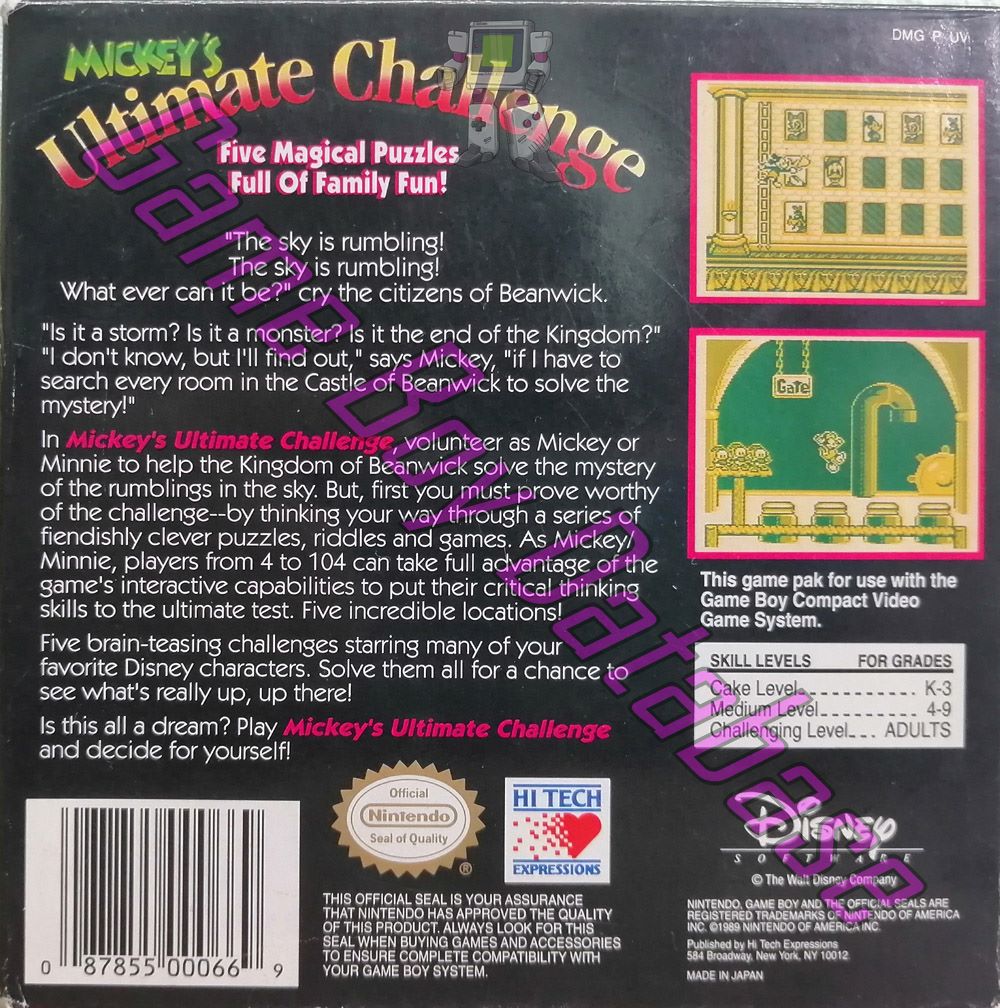 DMG P UV
MICKEY'S
Ultimate Challenge
Five Magical Puzzles
Full Of Family Fun!
"The sky is rumbling!
The sky is rumbling!
What ever can it be?" cry the citizens of Beanwick.
"Is it a storm? Is it a monster? Is it the end of the Kingdom?"
"I don't know, but I'll find out," says Mickey, "if I have to
search every room in the Castle of Beanwick to solve the
mystery!"
In Mickey's Ultimate Challenge, volunteer as Mickey or
Minnie to help the Kingdom of Beanwick solve the mystery
of the rumblings in the sky. But, first you must prove worthy
of the challenge--by thinking your way through a series of
fiendishly clever puzzles, riddles and games. As Mickey/
Minnie, players from 4 to 104 can take full advantage of the
game's interactive capabilities to put their critical thinking
skills to the ultimate test. Five incredible locations!
Five brain-teasing challenges starring many of your
favorite Disney characters. Solve them all for a chance to
see what's really up, up there!
Is this all a dream? Play Mickey's Ultimate Challenge
and decide for yourself!
Gate
This game pak for use with the
Game Boy Compact Video
Game System.
SKILL LEVELS FOR GRADES
Cake Level............ K-3
Medium Level.......... 4-9
Challenging Level... ADULTS
Game Boy Database
0 87855 00066 9
Official
Nintendo
Seal of Quality
®
HI TECH
EXPRESSIONS
THIS OFFICIAL SEAL IS YOUR ASSURANCE
THAT NINTENDO HAS APPROVED THE QUALITY
OF THIS PRODUCT. ALWAYS LOOK FOR THIS
SEAL WHEN BUYING GAMES AND ACCESSORIES
TO ENSURE COMPLETE COMPATIBILITY WITH
YOUR GAME BOY SYSTEM.
DISNEY
SOFTWARE
© The Walt Disney Company
NINTENDO, GAME BOY AND THE OFFICIAL SEALS ARE
REGISTERED TRADEMARKS OF NINTENDO OF AMERICA
INC. ©1989 NINTENDO OF AMERICA INC.
Published by Hi Tech Expressions
584 Broadway, New York, NY 10012
MADE IN JAPAN